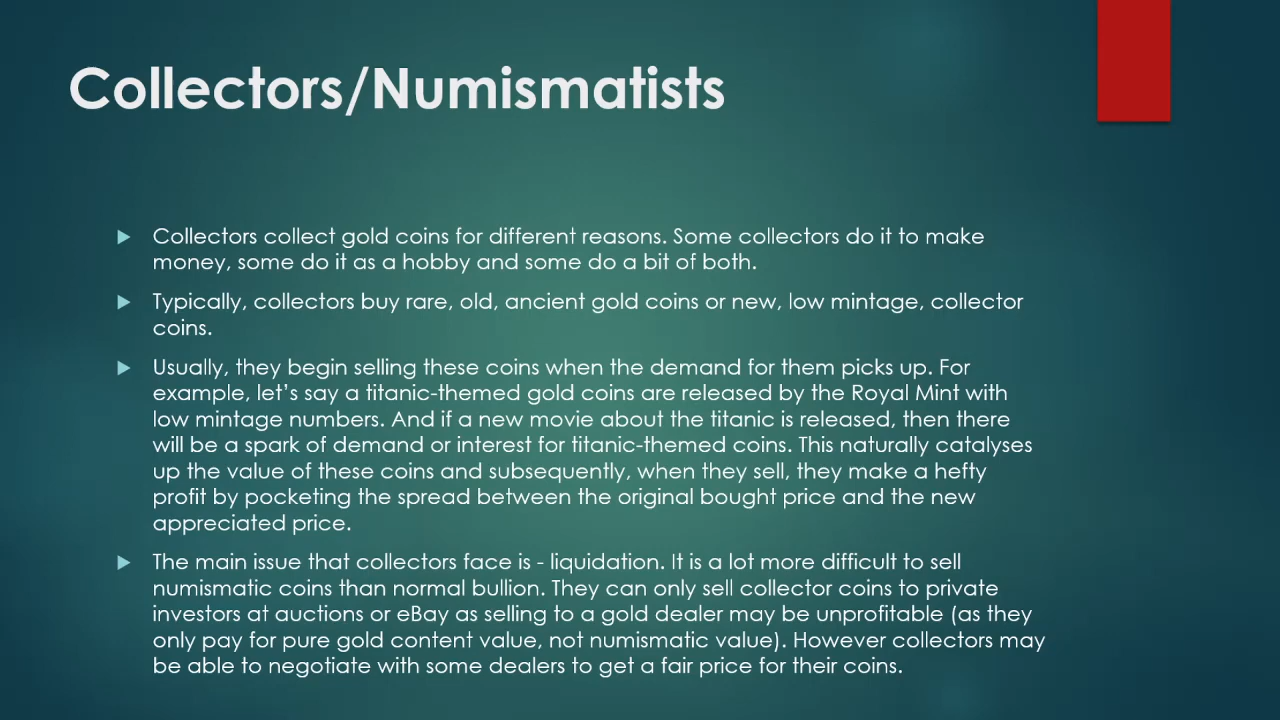 Collectors/Numismatists
Collectors collect gold coins for different reasons. Some collectors do it to make
money, some do it as a hobby and some do a bit of both.
Typically, collectors buy rare, old, ancient gold coins or new, low mintage, collector
coins.
Usually, they begin selling these coins when the demand for them picks up. For
example, let’s say a titanic-themed gold coins are released by the Royal Mint with
low mintage numbers. And if a new movie about the titanic is released, then there
will be a spark of demand or interest for titanic-themed coins. This naturally catalyses
up the value of these coins and subsequently, when they sell, they make a hefty
profit by pocketing the spread between the original bought price and the new
appreciated price.
The main issue that collectors face is - liquidation. It is a lot more difficult to sell
numismatic coins than normal bullion. They can only sell collector coins to private
investors at auctions or eBay as selling to a gold dealer may be unprofitable (as they
only pay for pure gold content value, not numismatic value). However collectors may
be able to negotiate with some dealers to get a fair price for their coins.